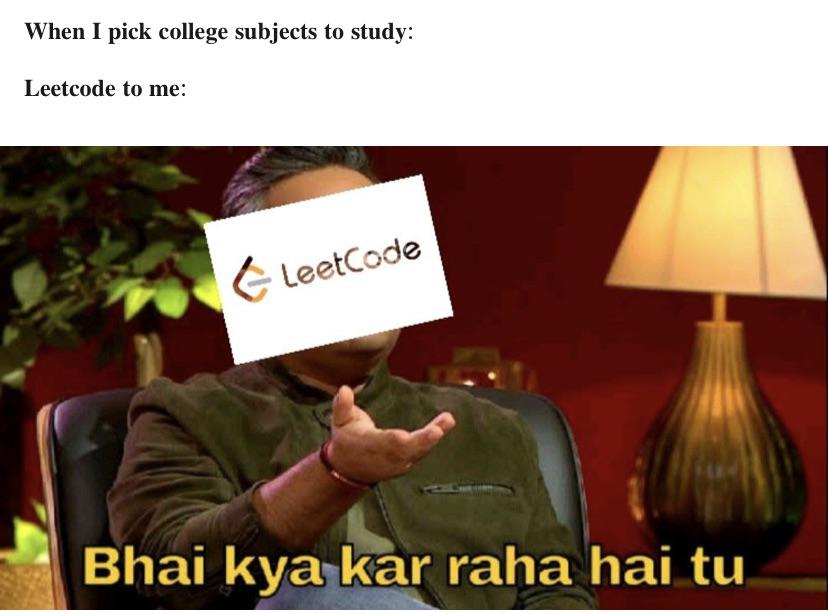 When I pick college subjects to study:
Leetcode to me:
LeetCode
Bhai kya kar raha hai tu